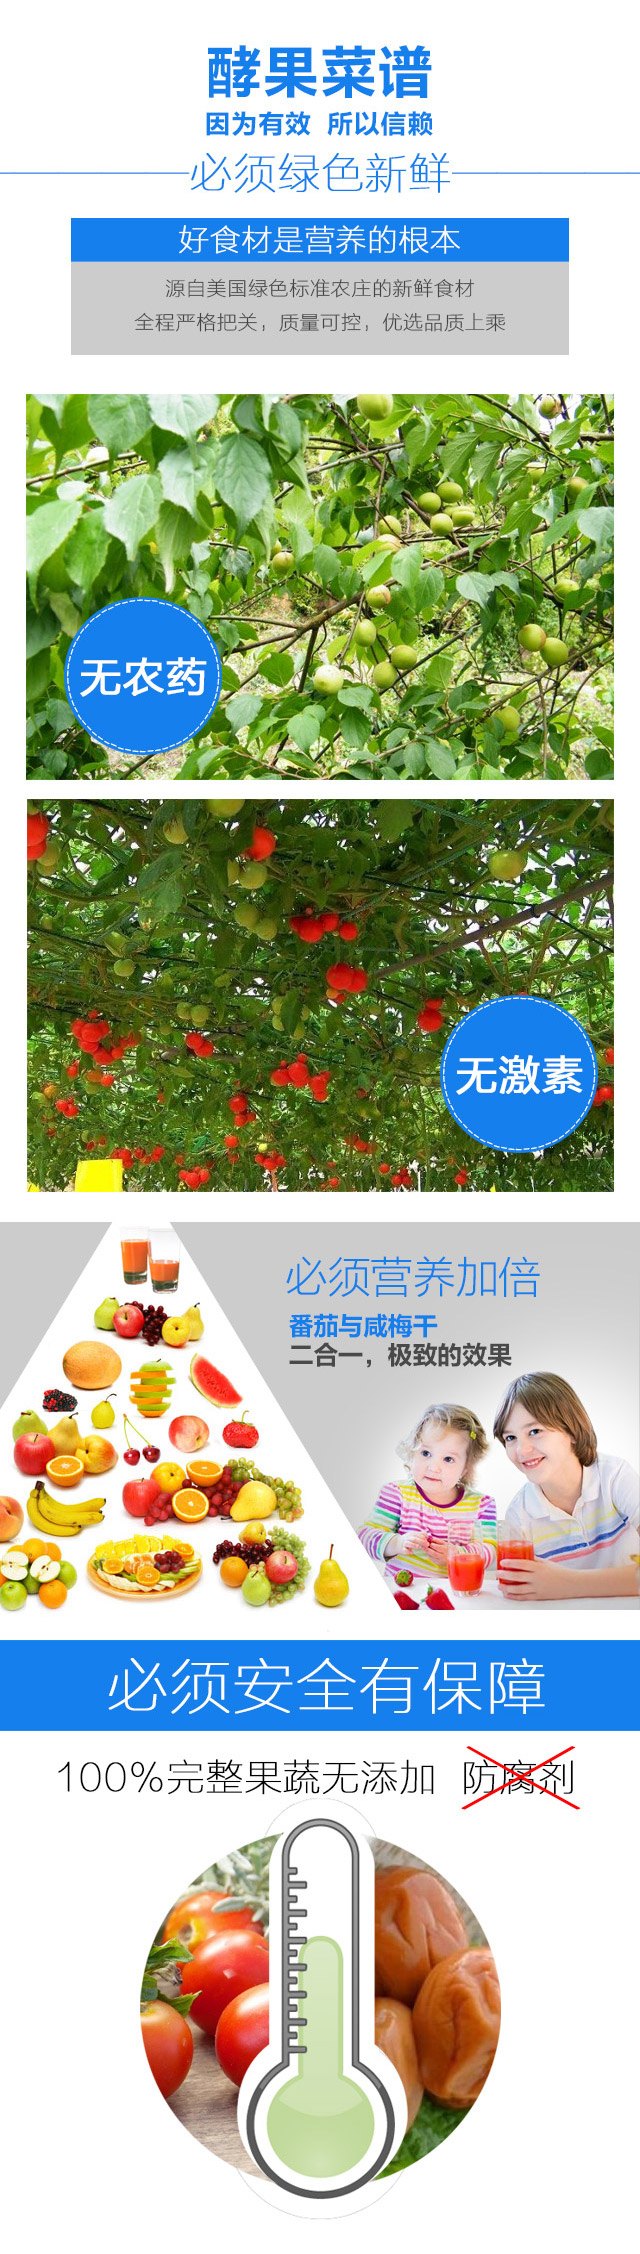 酵果菜谱
因为有效 所以信赖
必须绿色新鲜
好食材是营养的根本
源自美国绿色标准农庄的新鲜食材
全程严格把关，质量可控，优选品质上乘
无农药
无激素
必须营养加倍
番茄与咸梅干
二合一，极致的效果
必须安全有保障
100%完整果蔬无添加 防腐剂